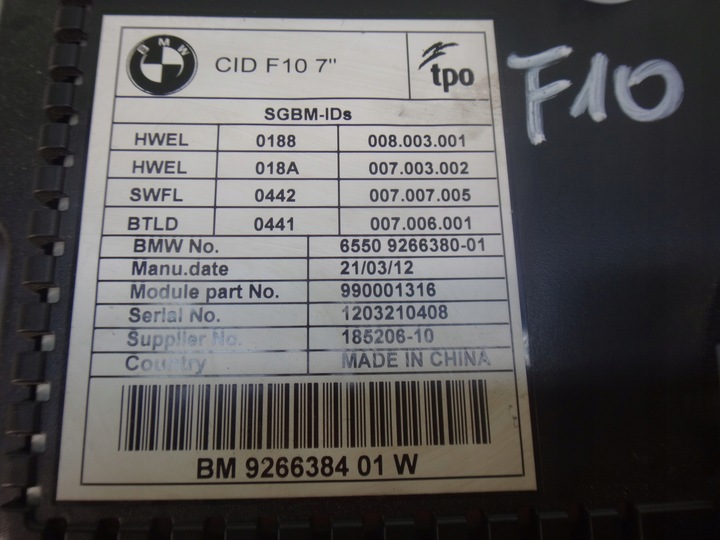 BMW
CID F10 7"
tpo
F10
SGBM-IDs
HWEL 0188 008.003.001
HWEL 018A 007.003.002
SWFL 0442 007.007.005
BTLD 0441 007.006.001
BMW No. 6550 9266380-01
Manu.date 21/03/12
Module part No. 990001316
Serial No. 1203210408
Supplier No. 185206-10
Country MADE IN CHINA
BM 9266384 01 W